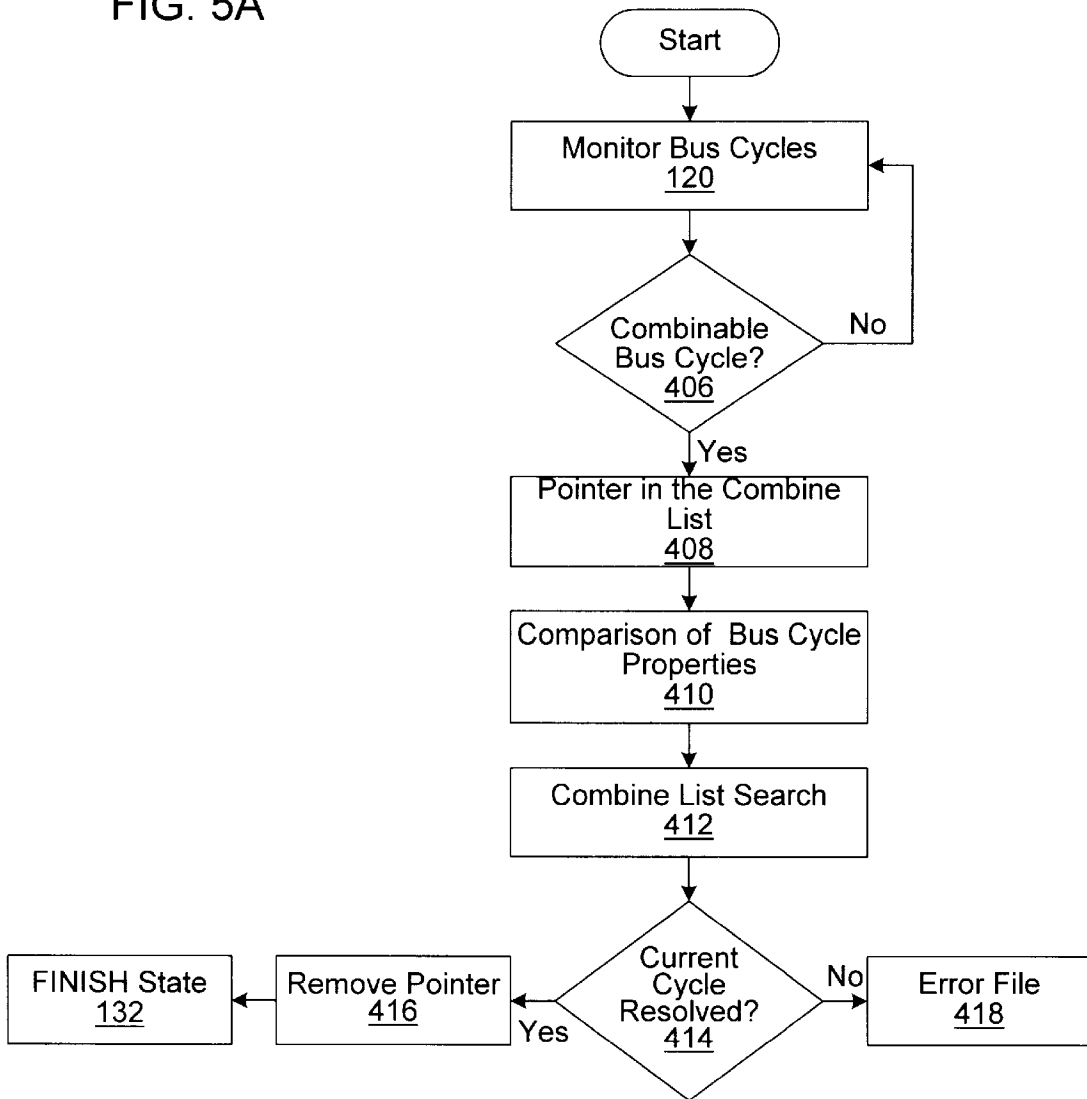 FIG. 5A
Start
Monitor Bus Cycles
120
Combinable
Bus Cycle?
406
No
Yes
Pointer in the Combine
List
408
Comparison of Bus Cycle
Properties
410
Combine List Search
412
Current
Cycle
Resolved?
414
Yes
No
Remove Pointer
416
FINISH State
132
Error File
418